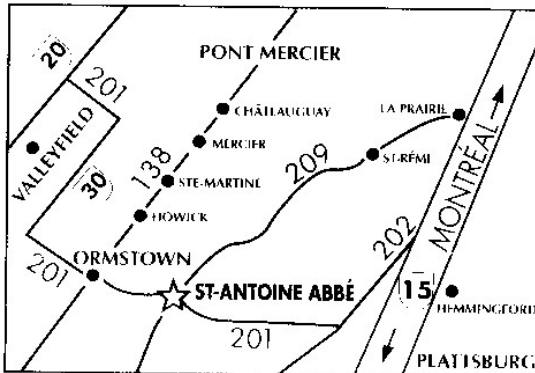 PONT MERCIER
20
201
CHÂTLAUGUAY
LA PRAIRIE
VALLEYFIELD
MERCIER
138
209
ST-RÉMI
30
STE-MARTINE
HOWICK
MONTRÉAL
202
ORMSTOWN
201
ST-ANTOINE ABBÉ
15
HEMMINGFORD
201
PLATTSBURG